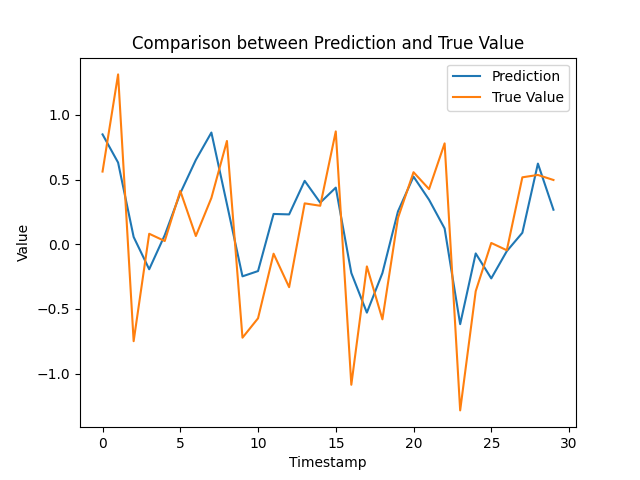 Comparison between Prediction and True Value
Prediction
True Value
1.0
0.5
0.0
−0.5
−1.0
Value
0 5 10 15 20 25 30
Timestamp